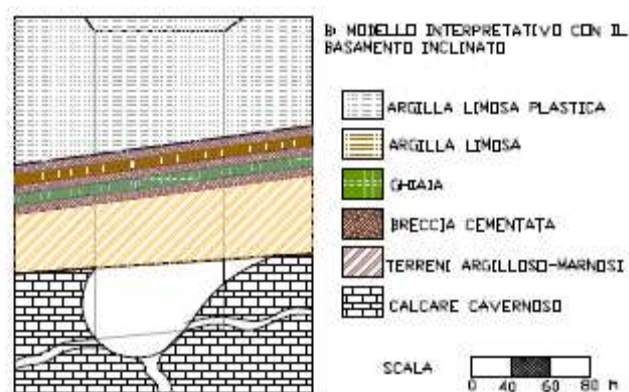 B) MODELLO INTERPRETATIVO CON IL
BASAMENTO INCLINATO
ARGILLA LIMOSA PLASTICA
ARGILLA LIMOSA
GHIAIA
BRECCIA CEMENTATA
TERRENI ARGILLOSO-MARNOSI
CALCARE CAVERNOSO
SCALA
0 40 60 80 M